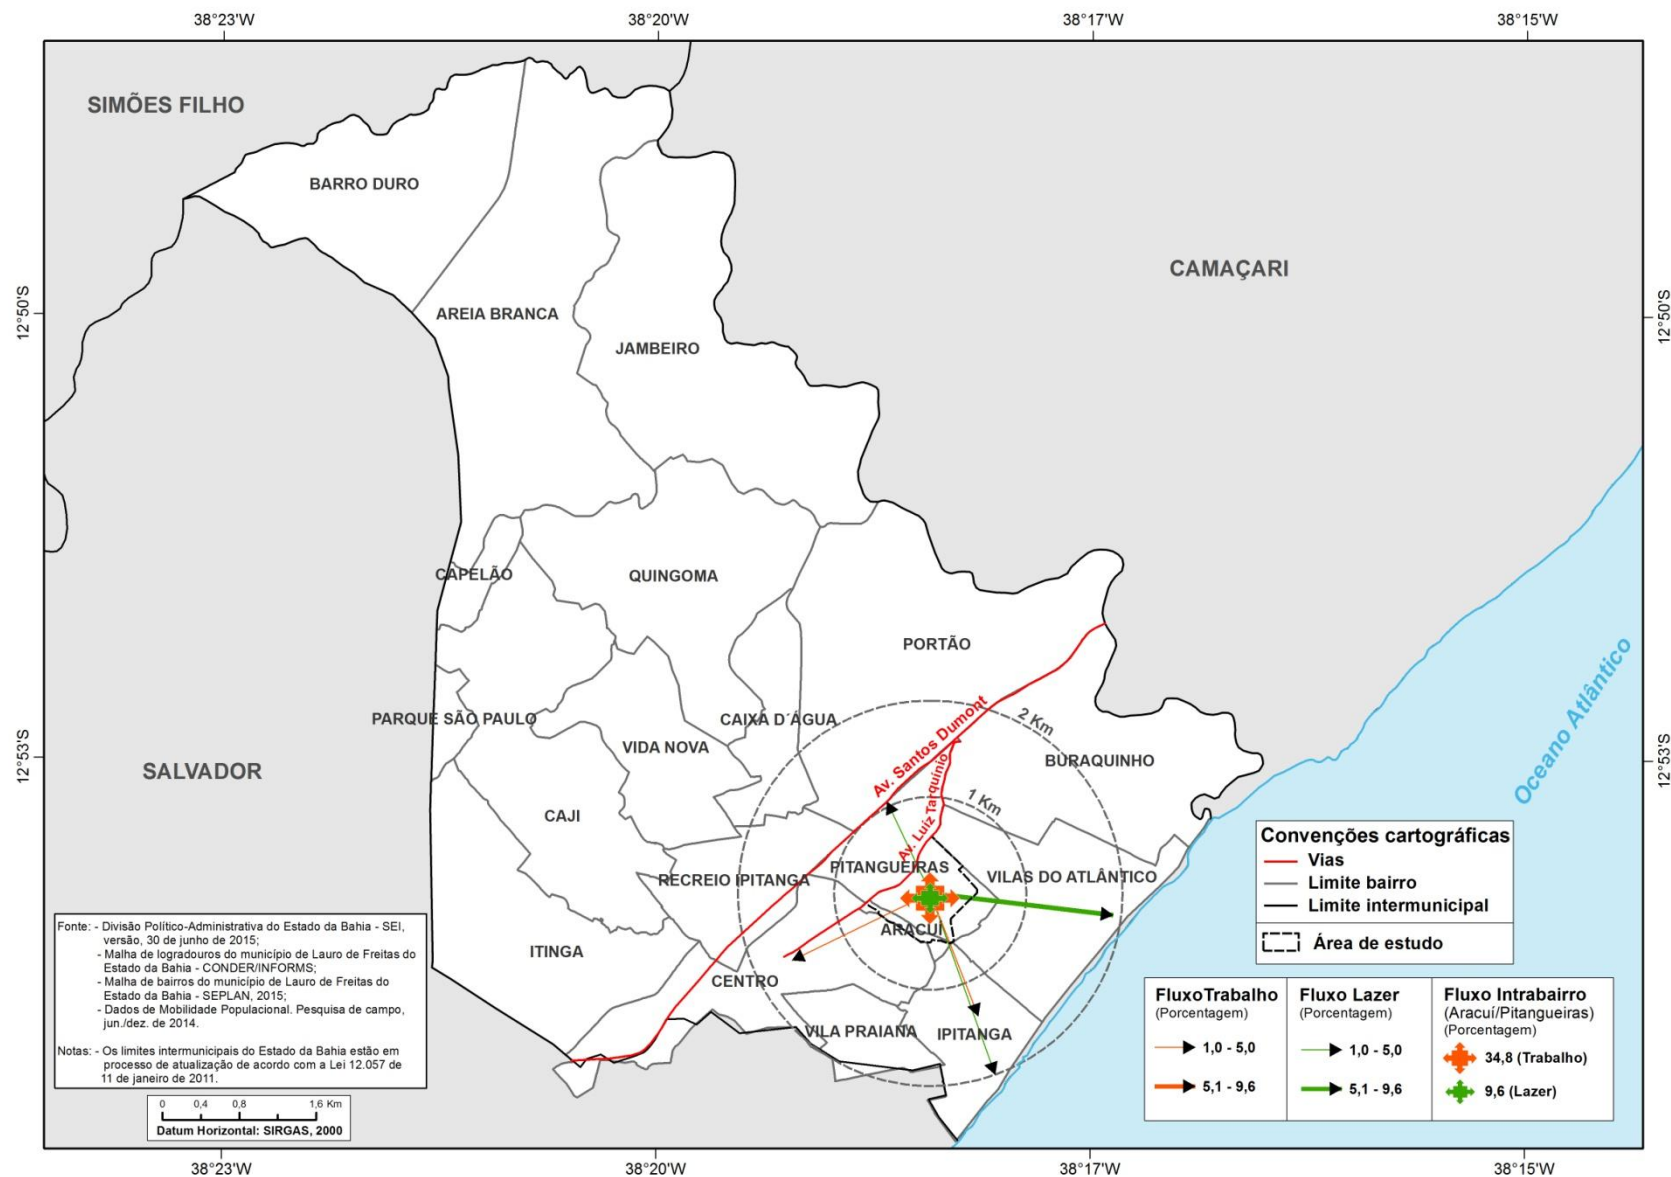 38°23'W
38°20'W
38°17'W
38°15'W
SIMÕES FILHO
BARRO DURO
CAMAÇARI
12°50'S
12°50'S
AREIA BRANCA
JAMBEIRO
CAPELÃO
QUINGOMA
PORTÃO
Oceano Atlântico
PARQUE SÃO PAULO
CAIXA D´ÁGUA
2 Km
Av. Santos Dumont
VIDA NOVA
BURAQUINHO
12°53'S
12°53'S
SALVADOR
Av. Luiz Tarquínio
1 Km
CAJI
PITANGUEIRAS
RECREIO IPITANGA
VILAS DO ATLÂNTICO
ARACUÍ
ITINGA
CENTRO
VILA PRAIANA
IPITANGA
Convenções cartográficas
Vias
Limite bairro
Limite intermunicipal
Área de estudo
Fonte: - Divisão Político-Administrativa do Estado da Bahia - SEI,
versão, 30 de junho de 2015;
- Malha de logradouros do município de Lauro de Freitas do
Estado da Bahia - CONDER/INFORMS;
- Malha de bairros do município de Lauro de Freitas do
Estado da Bahia - SEPLAN, 2015;
- Dados de Mobilidade Populacional. Pesquisa de campo,
jun./dez. de 2014.
Notas: - Os limites intermunicipais do Estado da Bahia estão em
processo de atualização de acordo com a Lei 12.057 de
11 de janeiro de 2011.
0 0,4 0,8 1,6 Km
Datum Horizontal: SIRGAS, 2000
Fluxo Trabalho
(Porcentagem)
1,0 - 5,0
5,1 - 9,6
Fluxo Lazer
(Porcentagem)
1,0 - 5,0
5,1 - 9,6
Fluxo Intrabairro
(Aracuí/Pitangueiras)
(Porcentagem)
34,8 (Trabalho)
9,6 (Lazer)
38°23'W
38°20'W
38°17'W
38°15'W